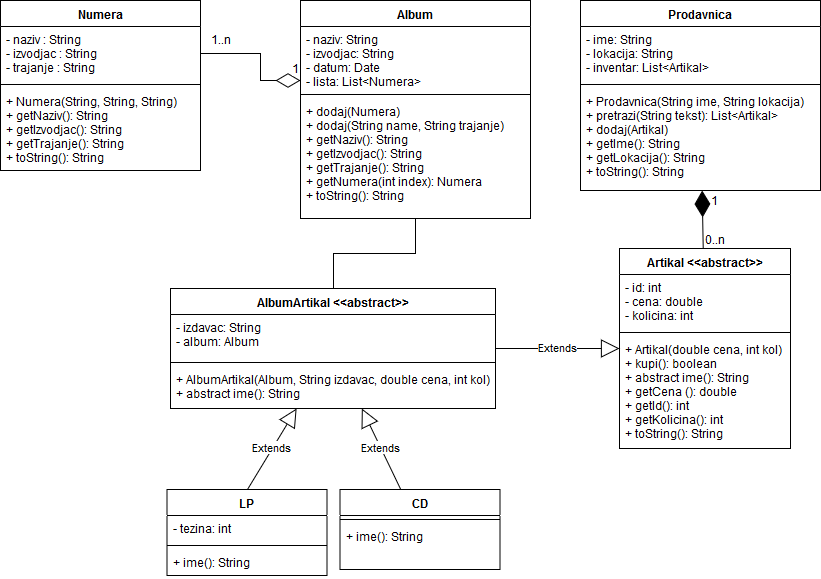 Numera
- naziv : String
- izvodjac : String
- trajanje : String
+ Numera(String, String, String)
+ getNaziv(): String
+ getIzvodjac(): String
+ getTrajanje(): String
+ toString(): String
1..n
1
Album
- naziv: String
- izvodjac: String
- datum: Date
- lista: List<Numera>
+ dodaj(Numera)
+ dodaj(String name, String trajanje)
+ getNaziv(): String
+ getIzvodjac(): String
+ getTrajanje(): String
+ getNumera(int index): Numera
+ toString(): String
Prodavnica
- ime: String
- lokacija: String
- inventar: List<Artikal>
+ Prodavnica(String ime, String lokacija)
+ pretrazi(String tekst): List<Artikal>
+ dodaj(Artikal)
+ getIme(): String
+ getLokacija(): String
+ toString(): String
1
0..n
AlbumArtikal <<abstract>>
- izdavac: String
- album: Album
+ AlbumArtikal(Album, String izdavac, double cena, int kol)
+ abstract ime(): String
Extends
Artikal <<abstract>>
- id: int
- cena: double
- kolicina: int
+ Artikal(double cena, int kol)
+ kupi(): boolean
+ abstract ime(): String
+ getCena (): double
+ getId(): int
+ getKolicina(): int
+ toString(): String
Extends
Extends
LP
- tezina: int
+ ime(): String
CD
+ ime(): String